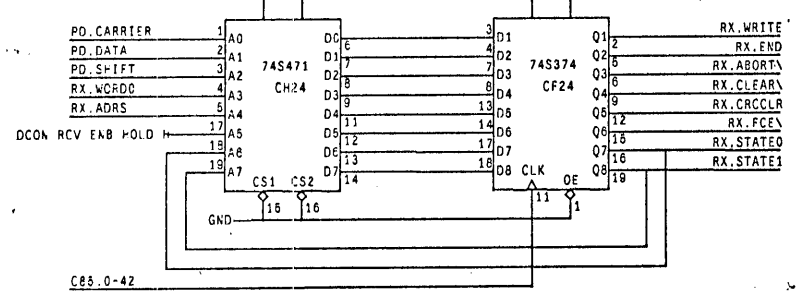 PD.CARRIER 1 A0 D0 6 3 D1 Q1 2 RX.WRITE
PD.DATA 2 A1 D1 7 4 D2 Q2 5 RX.END
PD.SHIFT 3 A2 74S471 D2 8 7 D3 74S374 Q3 6 RX.ABORT\
RX.WORD0 4 A3 CH24 D3 9 8 D4 CF24 Q4 9 RX.CLEAR\
RX.ADRS 5 A4 D4 11 13 D5 Q5 12 RX.CRCCLR
DCON RCV ENB HOLD H 17 A5 D5 12 14 D6 Q6 15 RX.FCE\
18 A6 D6 13 17 D7 Q7 16 RX.STATE0
19 A7 D7 14 18 D8 CLK Q8 19 RX.STATE1
CS1 CS2 OE
15 16 11 1
GND
C85.0-42